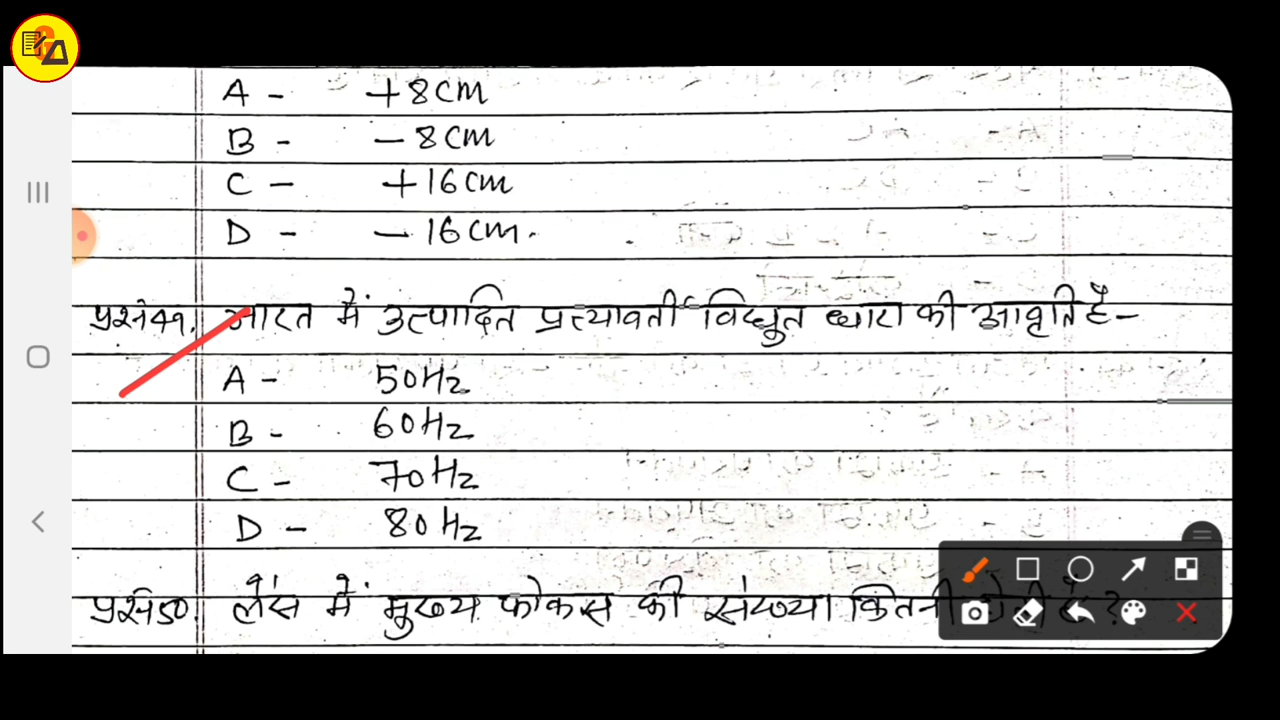 A - +8cm
B - - 8cm
C - +16cm
D - - 16cm.
प्रश्न49. भारत में उत्पादित प्रत्यावर्ती विद्युत धारा की आवृति है-
A - 50Hz
B - 60Hz
C - 70Hz
D - 80Hz
प्रश्न50. लेंस में मुख्य फोकस की संख्या कितनी है ?